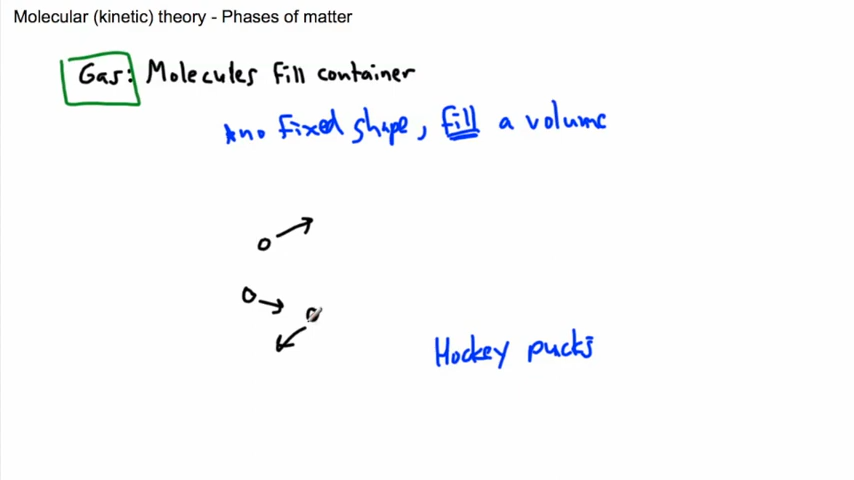 Molecular (kinetic) theory - Phases of matter
Gas: Molecules fill container
no fixed shape, fill a volume
Hockey pucks